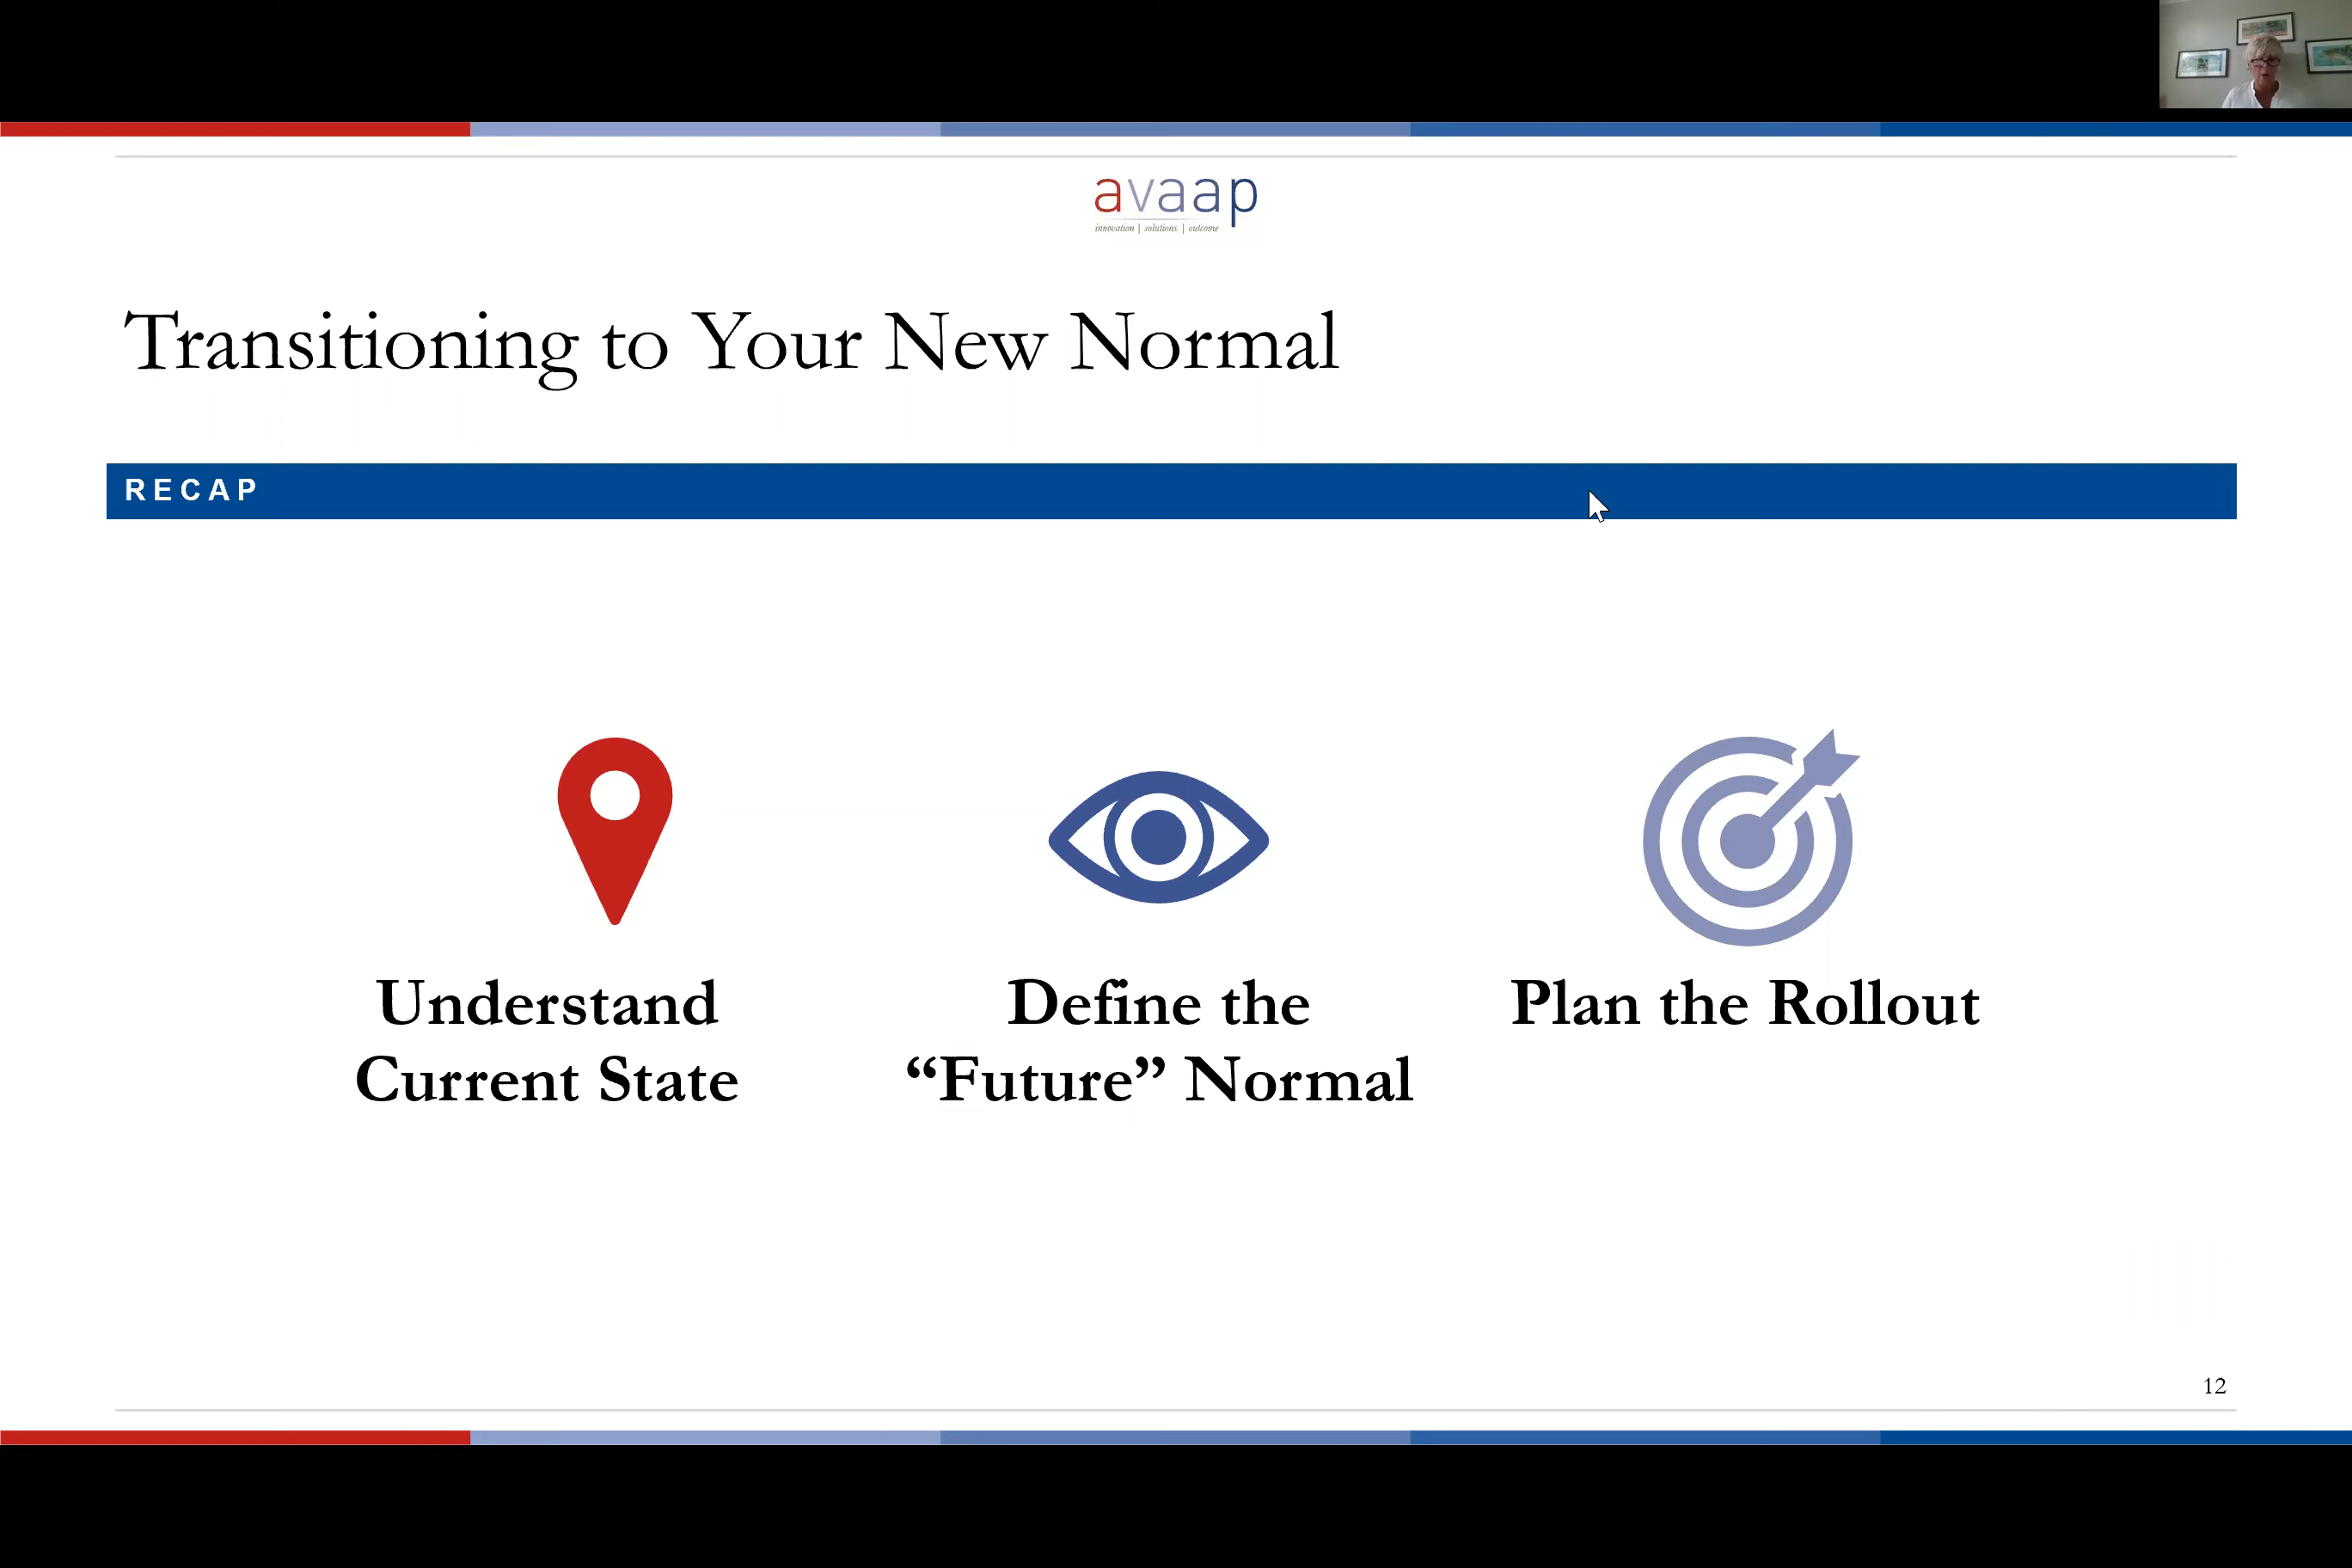 avaap
innovation | solutions | outcome
Transitioning to Your New Normal
RECAP
Understand
Current State
Define the
“Future” Normal
Plan the Rollout
12